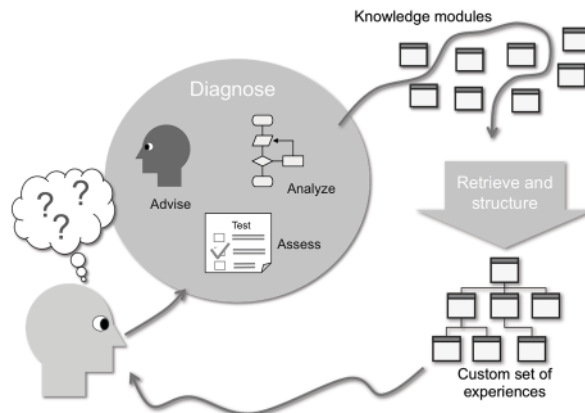 Knowledge modules
Diagnose
Advise
Analyze
Test
Assess
? ? ?
Retrieve and
structure
Custom set of
experiences